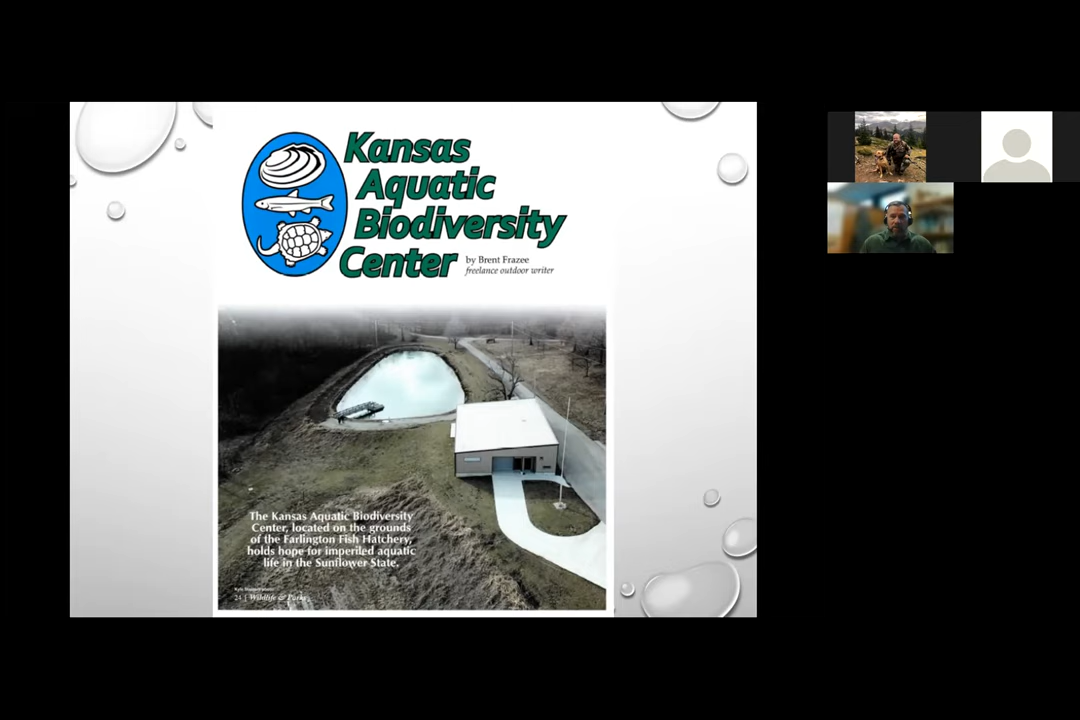 Kansas
Aquatic
Biodiversity
Center
by Brent Frazee
freelance outdoor writer
The Kansas Aquatic Biodiversity
Center, located on the grounds
of the Farlington Fish Hatchery,
holds hope for imperiled aquatic
life in the Sunflower State.
24 | Wildlife & Parks